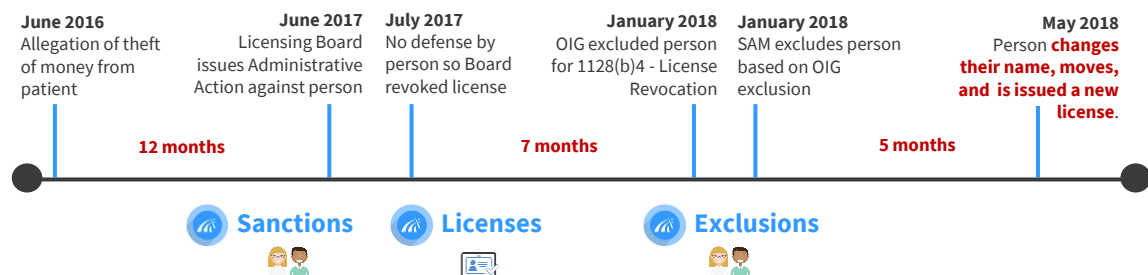 June 2016
Allegation of theft
of money from
patient
June 2017
Licensing Board
issues Administrative
Action against person
July 2017
No defense by
person so Board
revoked license
January 2018
OIG excluded person
for 1128(b)4 - License
Revocation
January 2018
SAM excludes person
based on OIG
exclusion
May 2018
Person changes
their name, moves,
and is issued a new
license.
12 months
7 months
5 months
Sanctions
Licenses
Exclusions